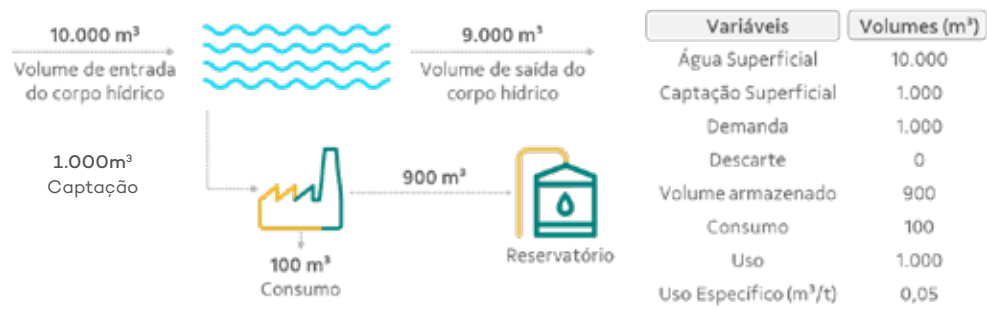 10.000 m³
Volume de entrada
do corpo hídrico
9.000 m³
Volume de saída do
corpo hídrico
1.000m³
Captação
900 m³
Reservatório
100 m³
Consumo
Variáveis Volumes (m³)
Água Superficial 10.000
Captação Superficial 1.000
Demanda 1.000
Descarte 0
Volume armazenado 900
Consumo 100
Uso 1.000
Uso Específico (m³/t) 0,05